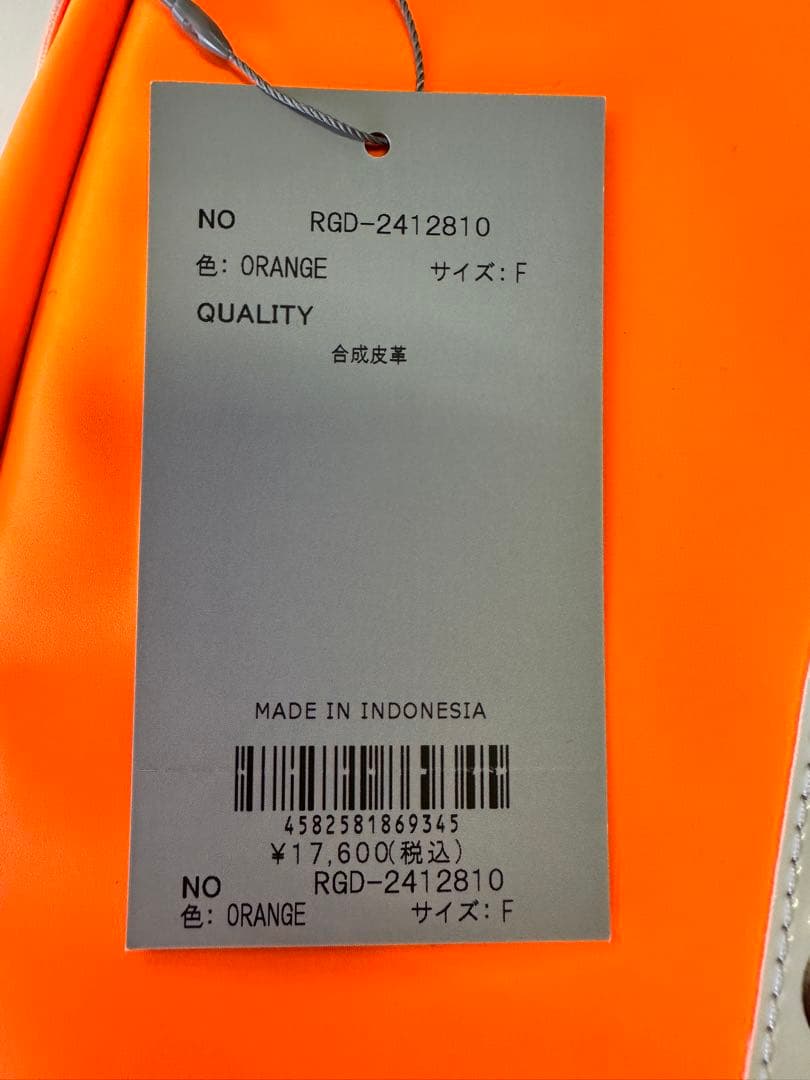 NO RGD-2412810
色: ORANGE サイズ: F
QUALITY
合成皮革
MADE IN INDONESIA
4582581869345
¥17,600(税込)
NO RGD-2412810
色: ORANGE サイズ: F